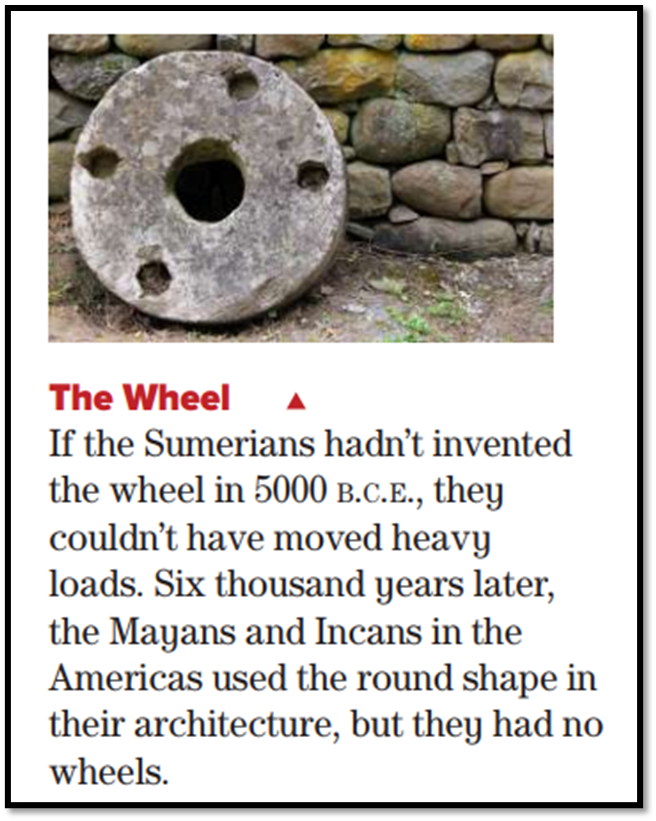 The Wheel ▲
If the Sumerians hadn’t invented
the wheel in 5000 B.C.E., they
couldn’t have moved heavy
loads. Six thousand years later,
the Mayans and Incans in the
Americas used the round shape in
their architecture, but they had no
wheels.